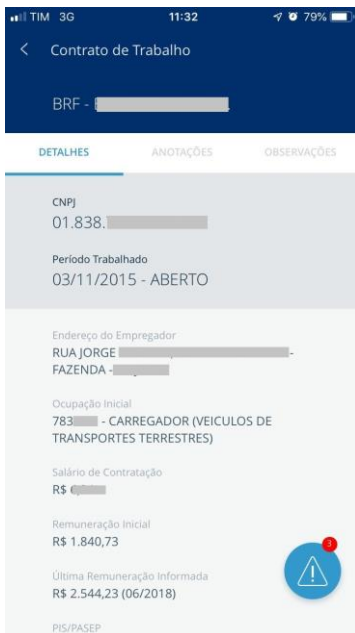 TIM 3G 11:32 79%
Contrato de Trabalho
BRF -
DETALHES ANOTAÇÕES OBSERVAÇÕES
CNPJ
01.838.
Período Trabalhado
03/11/2015 - ABERTO
Endereço do Empregador
RUA JORGE -
FAZENDA -
Ocupação Inicial
783 - CARREGADOR (VEICULOS DE
TRANSPORTES TERRESTRES)
Salário de Contratação
R$
Remuneração Inicial
R$ 1.840,73
3
Última Remuneração Informada
R$ 2.544,23 (06/2018)
PIS/PASEP